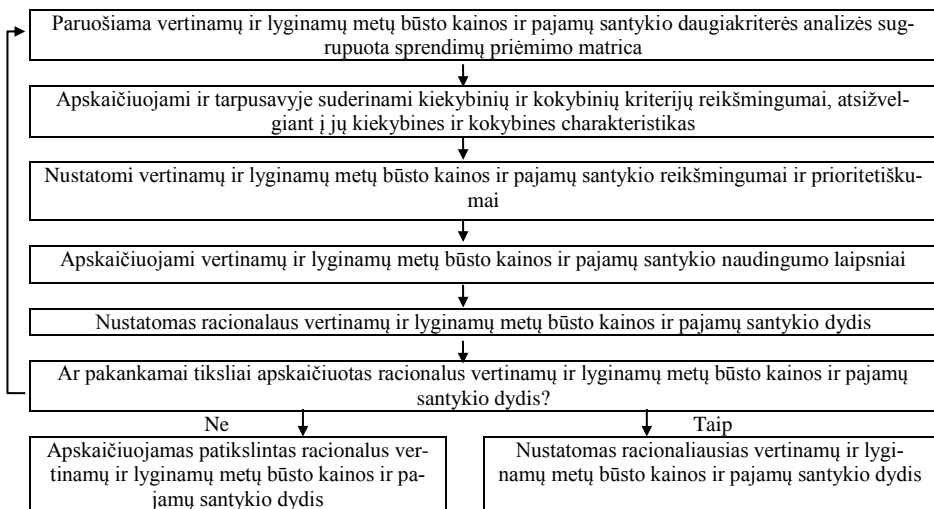 Paruošiama vertinamų ir lyginamų metų būsto kainos ir pajamų santykio daugiakriterės analizės sug-
rupuota sprendimų priėmimo matrica
Apskaičiuojami ir tarpusavyje suderinami kiekybinių ir kokybinių kriterijų reikšmingumai, atsižvel-
giant į jų kiekybines ir kokybines charakteristikas
Nustatomi vertinamų ir lyginamų metų būsto kainos ir pajamų santykio reikšmingumai ir prioritetišku-
mai
Apskaičiuojami vertinamų ir lyginamų metų būsto kainos ir pajamų santykio naudingumo laipsniai
Nustatomas racionalaus vertinamų ir lyginamų metų būsto kainos ir pajamų santykio dydis
Ar pakankamai tiksliai apskaičiuotas racionalus vertinamų ir lyginamų metų būsto kainos ir pajamų
santykio dydis?
Ne
Taip
Apskaičiuojamas patikslintas racionalus ver-
tinamų ir lyginamų metų būsto kainos ir pa-
jamų santykio dydis
Nustatomas racionaliausias vertinamų ir lygi-
namų metų būsto kainos ir pajamų santykio dydis